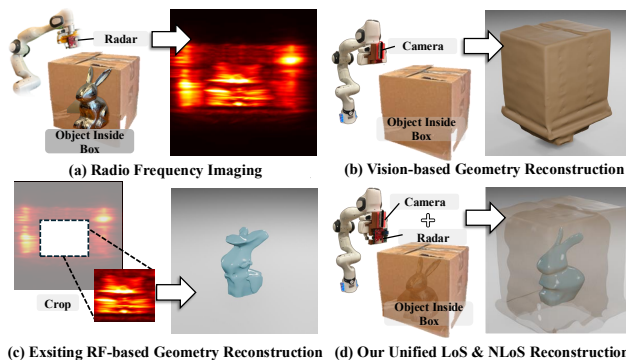 Radar
Object Inside
Box
(a) Radio Frequency Imaging
Camera
Object Inside
Box
(b) Vision-based Geometry Reconstruction
Crop
(c) Exsiting RF-based Geometry Reconstruction
Camera
Radar
Object Inside
Box
(d) Our Unified LoS & NLoS Reconstruction